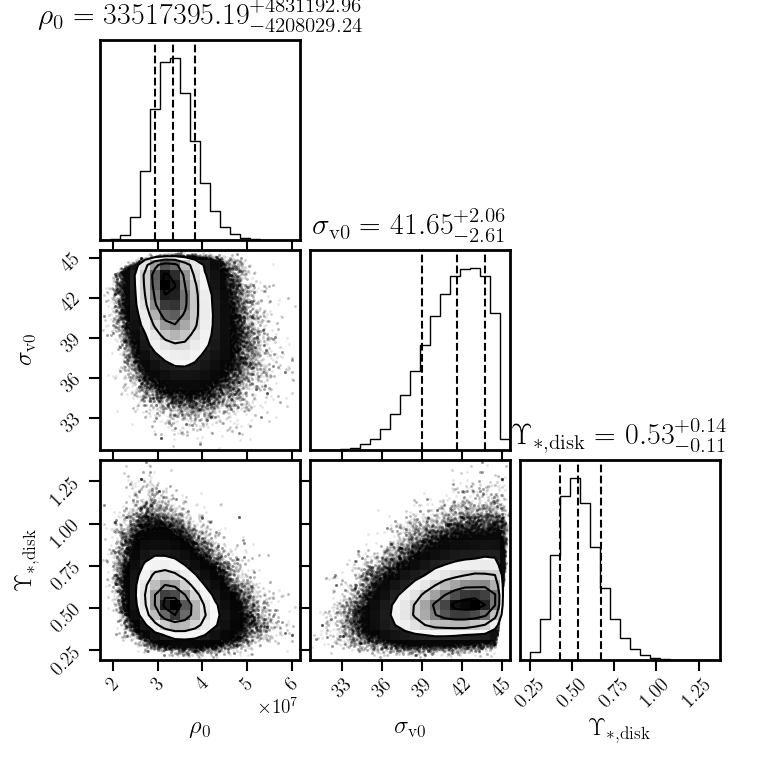 ρ₀ = 33517395.19⁺⁴⁸³¹¹⁹²·⁹⁶₋₄₂₀₈₀₂₉.₂₄
σᵥ₀ = 41.65⁺²·⁰⁶₋₂.₆₁
45
42
39
36
33
σᵥ₀
ϒ*,disk = 0.53⁺⁰·¹⁴₋₀.₁₁
1.25
1.00
0.75
0.50
0.25
ϒ*,disk
2 3 4 5 6
×10⁷
ρ₀
33 36 39 42 45
σᵥ₀
0.25 0.50 0.75 1.00 1.25
ϒ*,disk